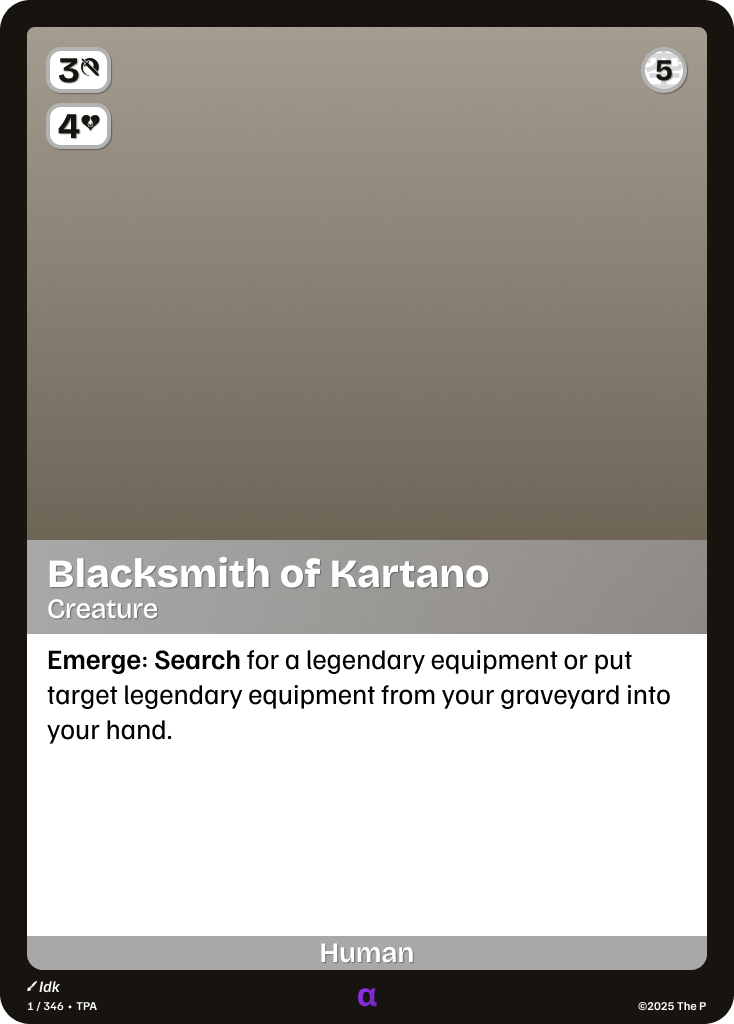 3
5
4
Blacksmith of Kartano
Creature
Emerge: Search for a legendary equipment or put
target legendary equipment from your graveyard into
your hand.
Human
Idk
1 / 346 • TPA
α
©2025 The P